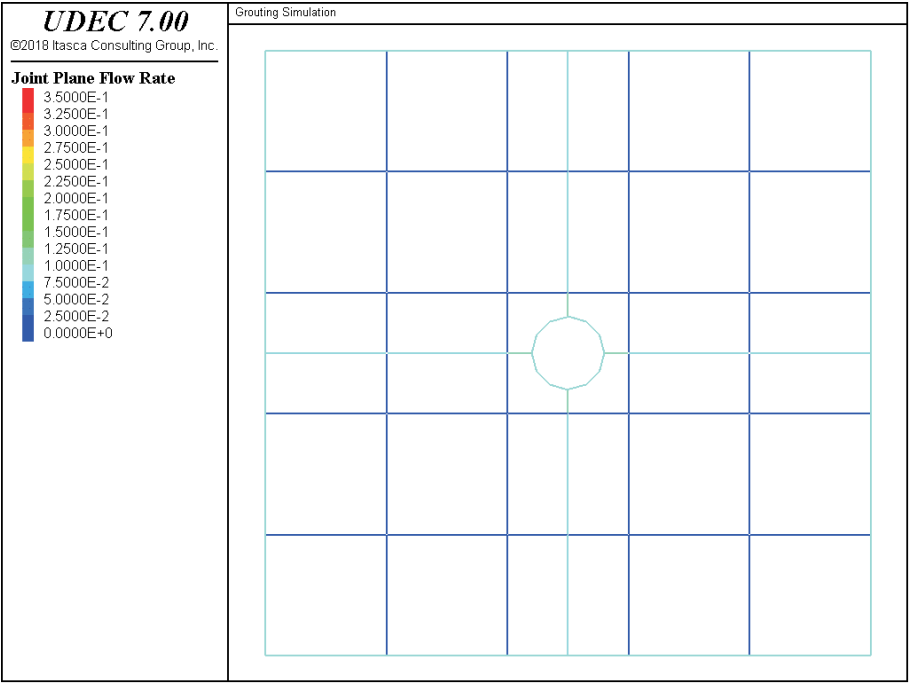 UDEC 7.00
©2018 Itasca Consulting Group, Inc.
Joint Plane Flow Rate
3.5000E-1
3.2500E-1
3.0000E-1
2.7500E-1
2.5000E-1
2.2500E-1
2.0000E-1
1.7500E-1
1.5000E-1
1.2500E-1
1.0000E-1
7.5000E-2
5.0000E-2
2.5000E-2
0.0000E+0
Grouting Simulation